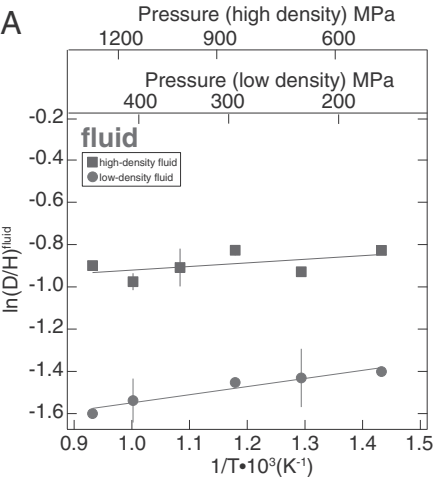 A
Pressure (high density) MPa
1200 900 600
Pressure (low density) MPa
400 300 200
-0.2
fluid
high-density fluid
low-density fluid
-0.4
-0.6
-0.8
-1.0
-1.2
-1.4
-1.6
ln(D/H)fluid
0.9 1.0 1.1 1.2 1.3 1.4 1.5
1/T•10³(K⁻¹)